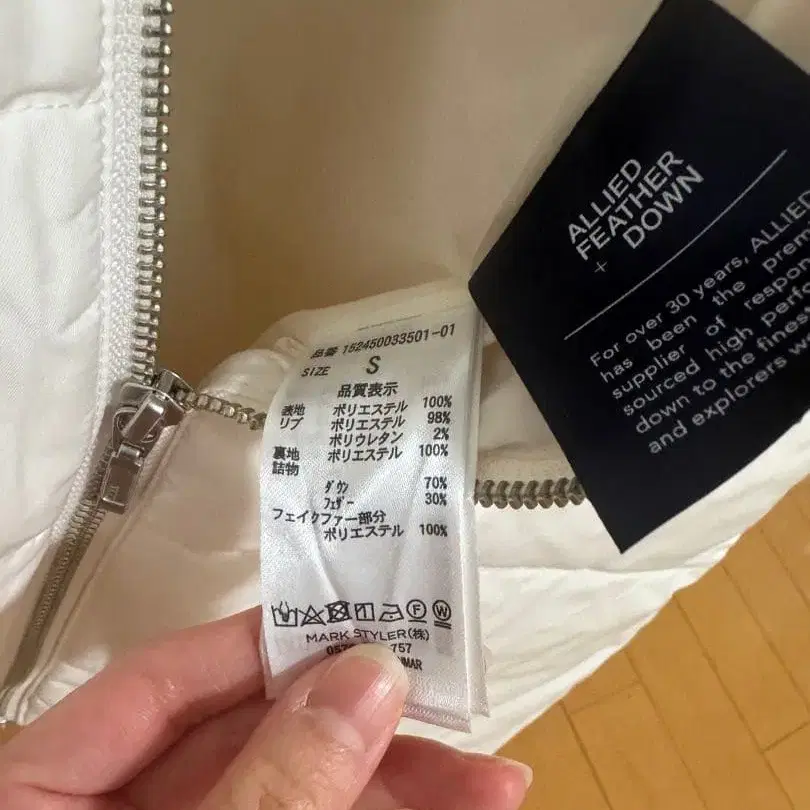 品番 152450033501-01
SIZE S
品質表示
表地 ポリエステル 100%
リブ ポリエステル 98%
ポリウレタン 2%
裏地 ポリエステル 100%
詰物
ダウン 70%
フェザー 30%
フェイクファー部分
ポリエステル 100%
F W
MARK STYLER(株)
757
ALLIED
FEATHER
+ DOWN
For over 30 years, ALLIED
has been the
supplier of
sourced high
down to the finest
and explorers
YKK